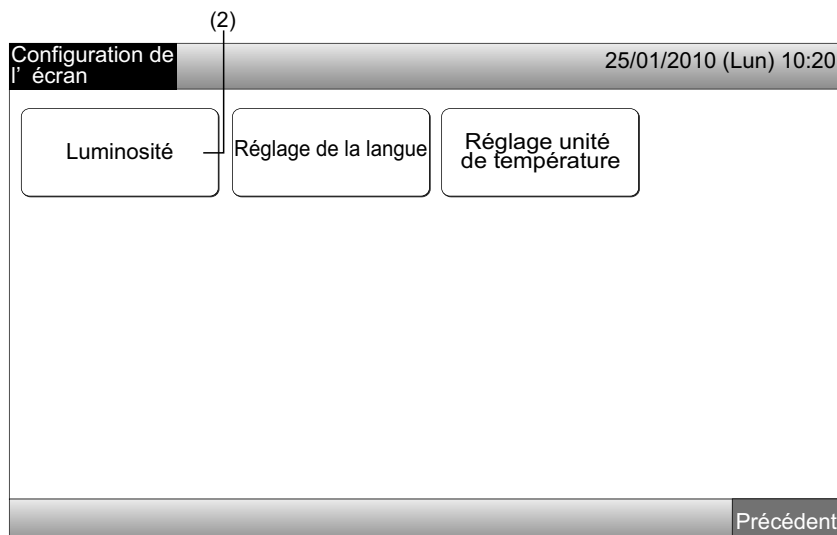 (2)
Configuration de
l’ écran
25/01/2010 (Lun) 10:20
Luminosité
Réglage de la langue
Réglage unité
de température
Précédent